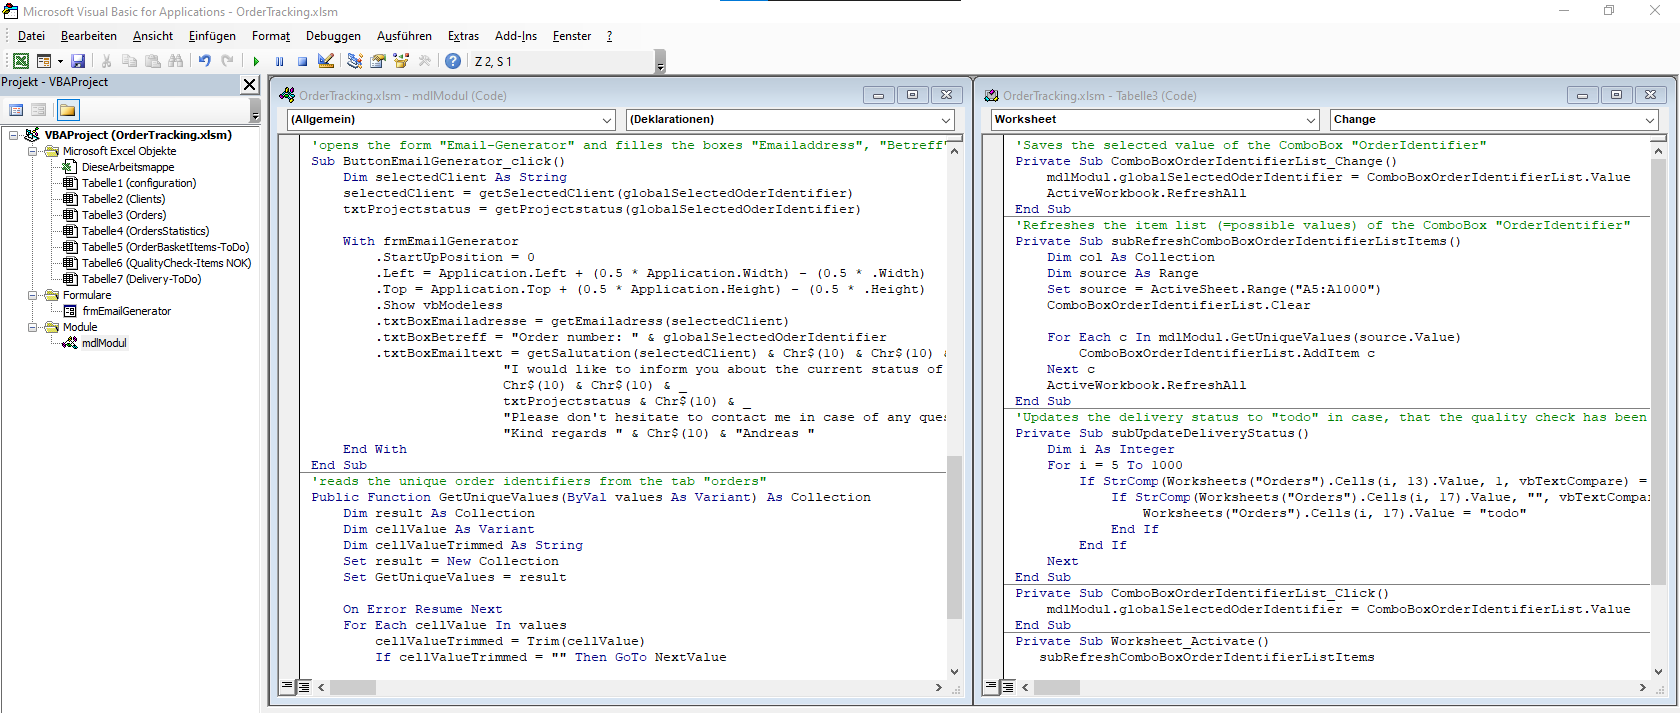 Microsoft Visual Basic for Applications - OrderTracking.xlsm
Datei Bearbeiten Ansicht Einfügen Format Debuggen Ausführen Extras Add-Ins Fenster ?
Z 2, S 1
Projekt - VBAProject
VBAProject (OrderTracking.xlsm)
Microsoft Excel Objekte
DieseArbeitsmappe
Tabelle1 (configuration)
Tabelle2 (Clients)
Tabelle3 (Orders)
Tabelle4 (OrdersStatistics)
Tabelle5 (OrderBasketItems-ToDo)
Tabelle6 (QualityCheck-Items NOK)
Tabelle7 (Delivery-ToDo)
Formulare
frmEmailGenerator
Module
mdlModul
OrderTracking.xlsm - mdlModul (Code)
(Allgemein) (Deklarationen)
'opens the form "Email-Generator" and filles the boxes "Emailaddress", "Betreff"
Sub ButtonEmailGenerator_click()
Dim selectedClient As String
selectedClient = getSelectedClient(globalSelectedOderIdentifier)
txtProjectstatus = getProjectstatus(globalSelectedOderIdentifier)
With frmEmailGenerator
.StartUpPosition = 0
.Left = Application.Left + (0.5 * Application.Width) - (0.5 * .Width)
.Top = Application.Top + (0.5 * Application.Height) - (0.5 * .Height)
.Show vbModeless
.txtBoxEmailadresse = getEmailadress(selectedClient)
.txtBoxBetreff = "Order number: " & globalSelectedOderIdentifier
.txtBoxEmailtext = getSalutation(selectedClient) & Chr$(10) & Chr$(10) &
"I would like to inform you about the current status of
Chr$(10) & Chr$(10) & _
txtProjectstatus & Chr$(10) & _
"Please don't hesitate to contact me in case of any ques
"Kind regards " & Chr$(10) & "Andreas "
End With
End Sub
'reads the unique order identifiers from the tab "orders"
Public Function GetUniqueValues(ByVal values As Variant) As Collection
Dim result As Collection
Dim cellValue As Variant
Dim cellValueTrimmed As String
Set result = New Collection
Set GetUniqueValues = result
On Error Resume Next
For Each cellValue In values
cellValueTrimmed = Trim(cellValue)
If cellValueTrimmed = "" Then GoTo NextValue
OrderTracking.xlsm - Tabelle3 (Code)
Worksheet Change
'Saves the selected value of the ComboBox "OrderIdentifier"
Private Sub ComboBoxOrderIdentifierList_Change()
mdlModul.globalSelectedOderIdentifier = ComboBoxOrderIdentifierList.Value
ActiveWorkbook.RefreshAll
End Sub
'Refreshes the item list (=possible values) of the ComboBox "OrderIdentifier"
Private Sub subRefreshComboBoxOrderIdentifierListItems()
Dim col As Collection
Dim source As Range
Set source = ActiveSheet.Range("A5:A1000")
ComboBoxOrderIdentifierList.Clear
For Each c In mdlModul.GetUniqueValues(source.Value)
ComboBoxOrderIdentifierList.AddItem c
Next c
ActiveWorkbook.RefreshAll
End Sub
'Updates the delivery status to "todo" in case, that the quality check has been
Private Sub subUpdateDeliveryStatus()
Dim i As Integer
For i = 5 To 1000
If StrComp(Worksheets("Orders").Cells(i, 13).Value, 1, vbTextCompare) =
If StrComp(Worksheets("Orders").Cells(i, 17).Value, "", vbTextCompa
Worksheets("Orders").Cells(i, 17).Value = "todo"
End If
End If
Next
End Sub
Private Sub ComboBoxOrderIdentifierList_Click()
mdlModul.globalSelectedOderIdentifier = ComboBoxOrderIdentifierList.Value
End Sub
Private Sub Worksheet_Activate()
subRefreshComboBoxOrderIdentifierListItems